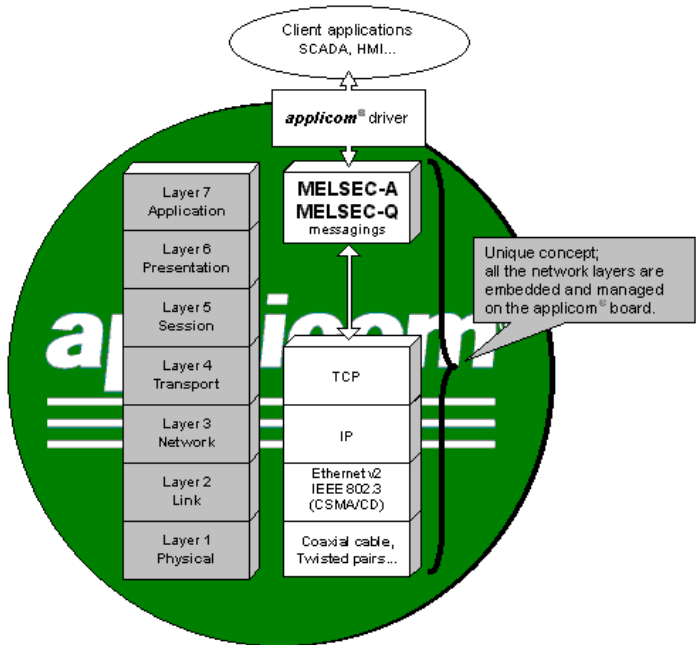 Client applications
SCADA, HMI...
applicom® driver
Layer 7
Application
Layer 6
Presentation
Layer 5
Session
Layer 4
Transport
Layer 3
Network
Layer 2
Link
Layer 1
Physical
MELSEC-A
MELSEC-Q
messagings
TCP
IP
Ethernet v2
IEEE 802.3
(CSMA/CD)
Coaxial cable,
Twisted pairs...
Unique concept;
all the network layers are
embedded and managed
on the applicom® board.
applicom®